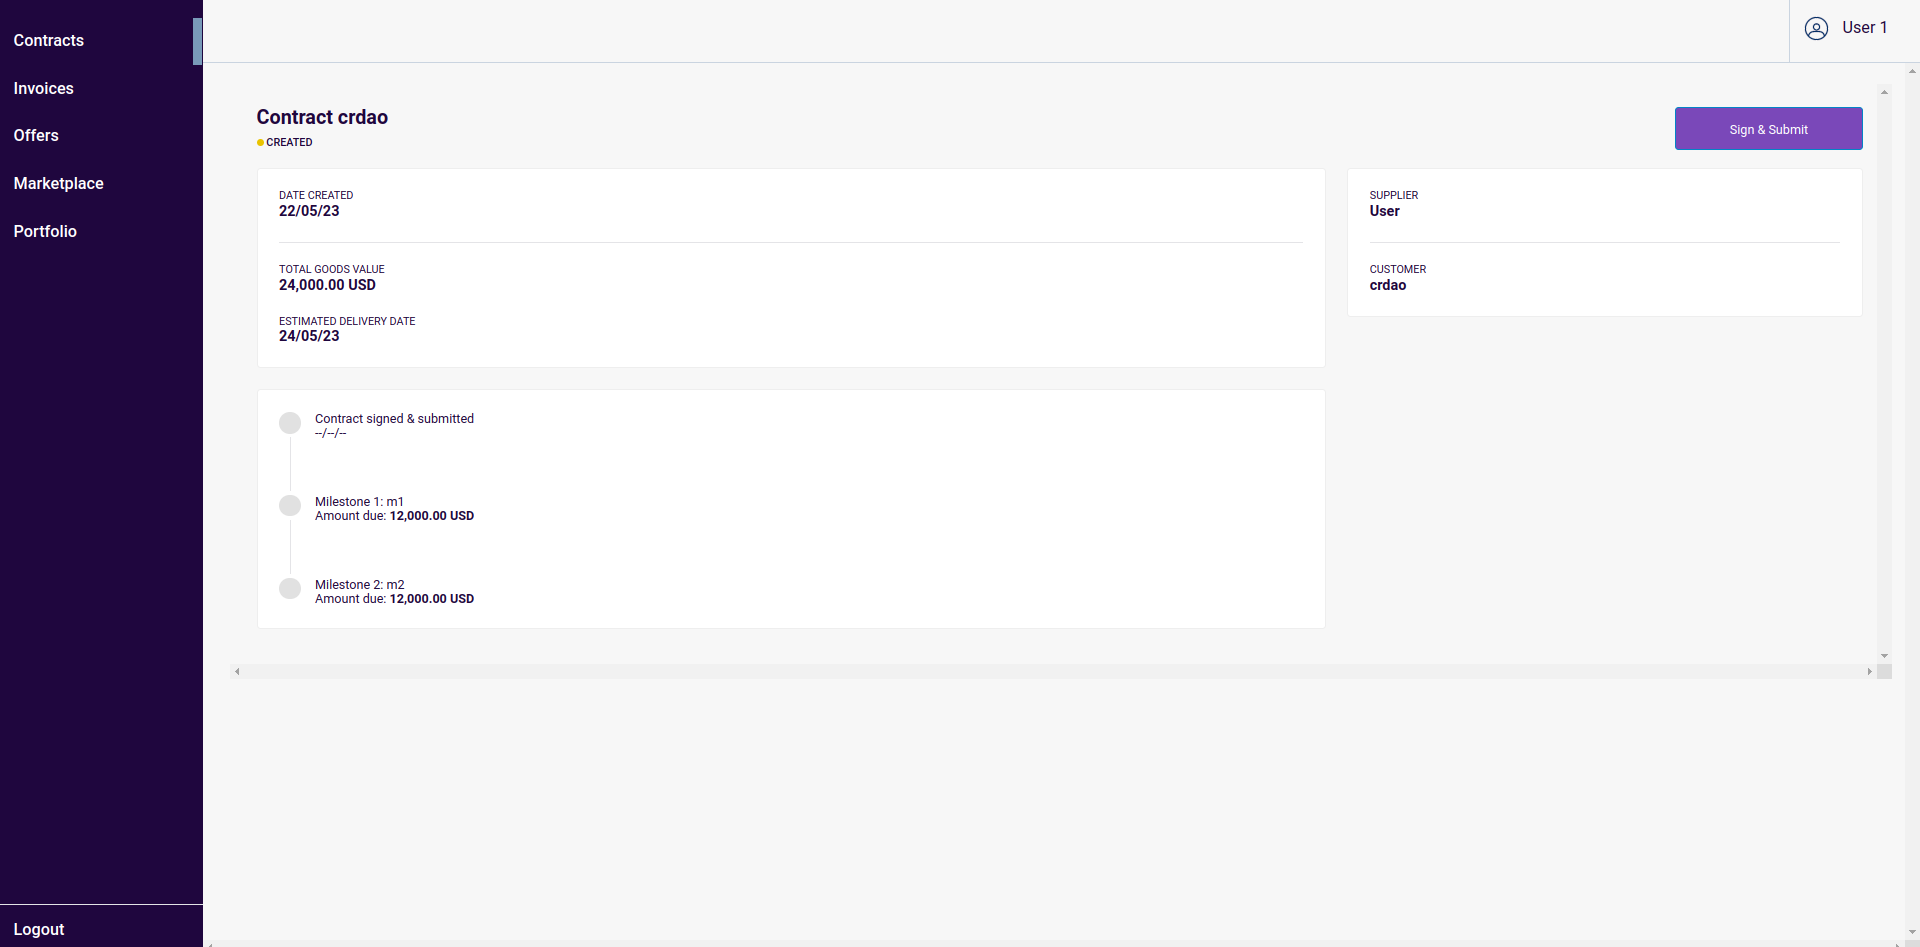 Contracts
Invoices
Offers
Marketplace
Portfolio
Logout
User 1
Contract crdao
CREATED
Sign & Submit
DATE CREATED
22/05/23
TOTAL GOODS VALUE
24,000.00 USD
ESTIMATED DELIVERY DATE
24/05/23
SUPPLIER
User
CUSTOMER
crdao
Contract signed & submitted
--/--/--
Milestone 1: m1
Amount due: 12,000.00 USD
Milestone 2: m2
Amount due: 12,000.00 USD